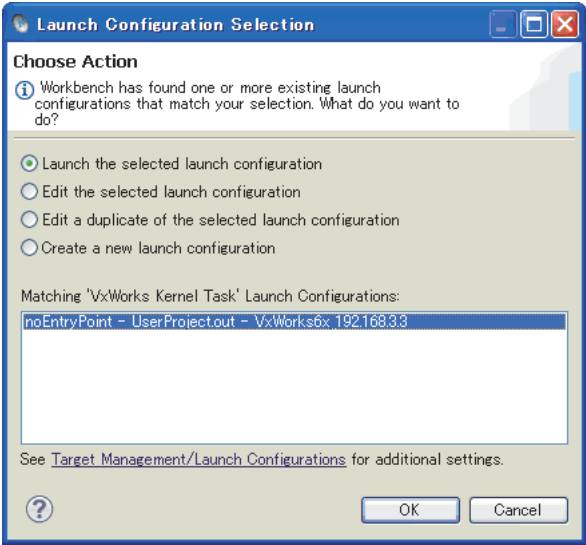 Launch Configuration Selection
Choose Action
Workbench has found one or more existing launch
configurations that match your selection. What do you want to
do?
Launch the selected launch configuration
Edit the selected launch configuration
Edit a duplicate of the selected launch configuration
Create a new launch configuration
Matching 'VxWorks Kernel Task' Launch Configurations:
noEntryPoint - UserProject.out - VxWorks6x_192.168.3.3
See Target Management/Launch Configurations for additional settings.
?
OK Cancel